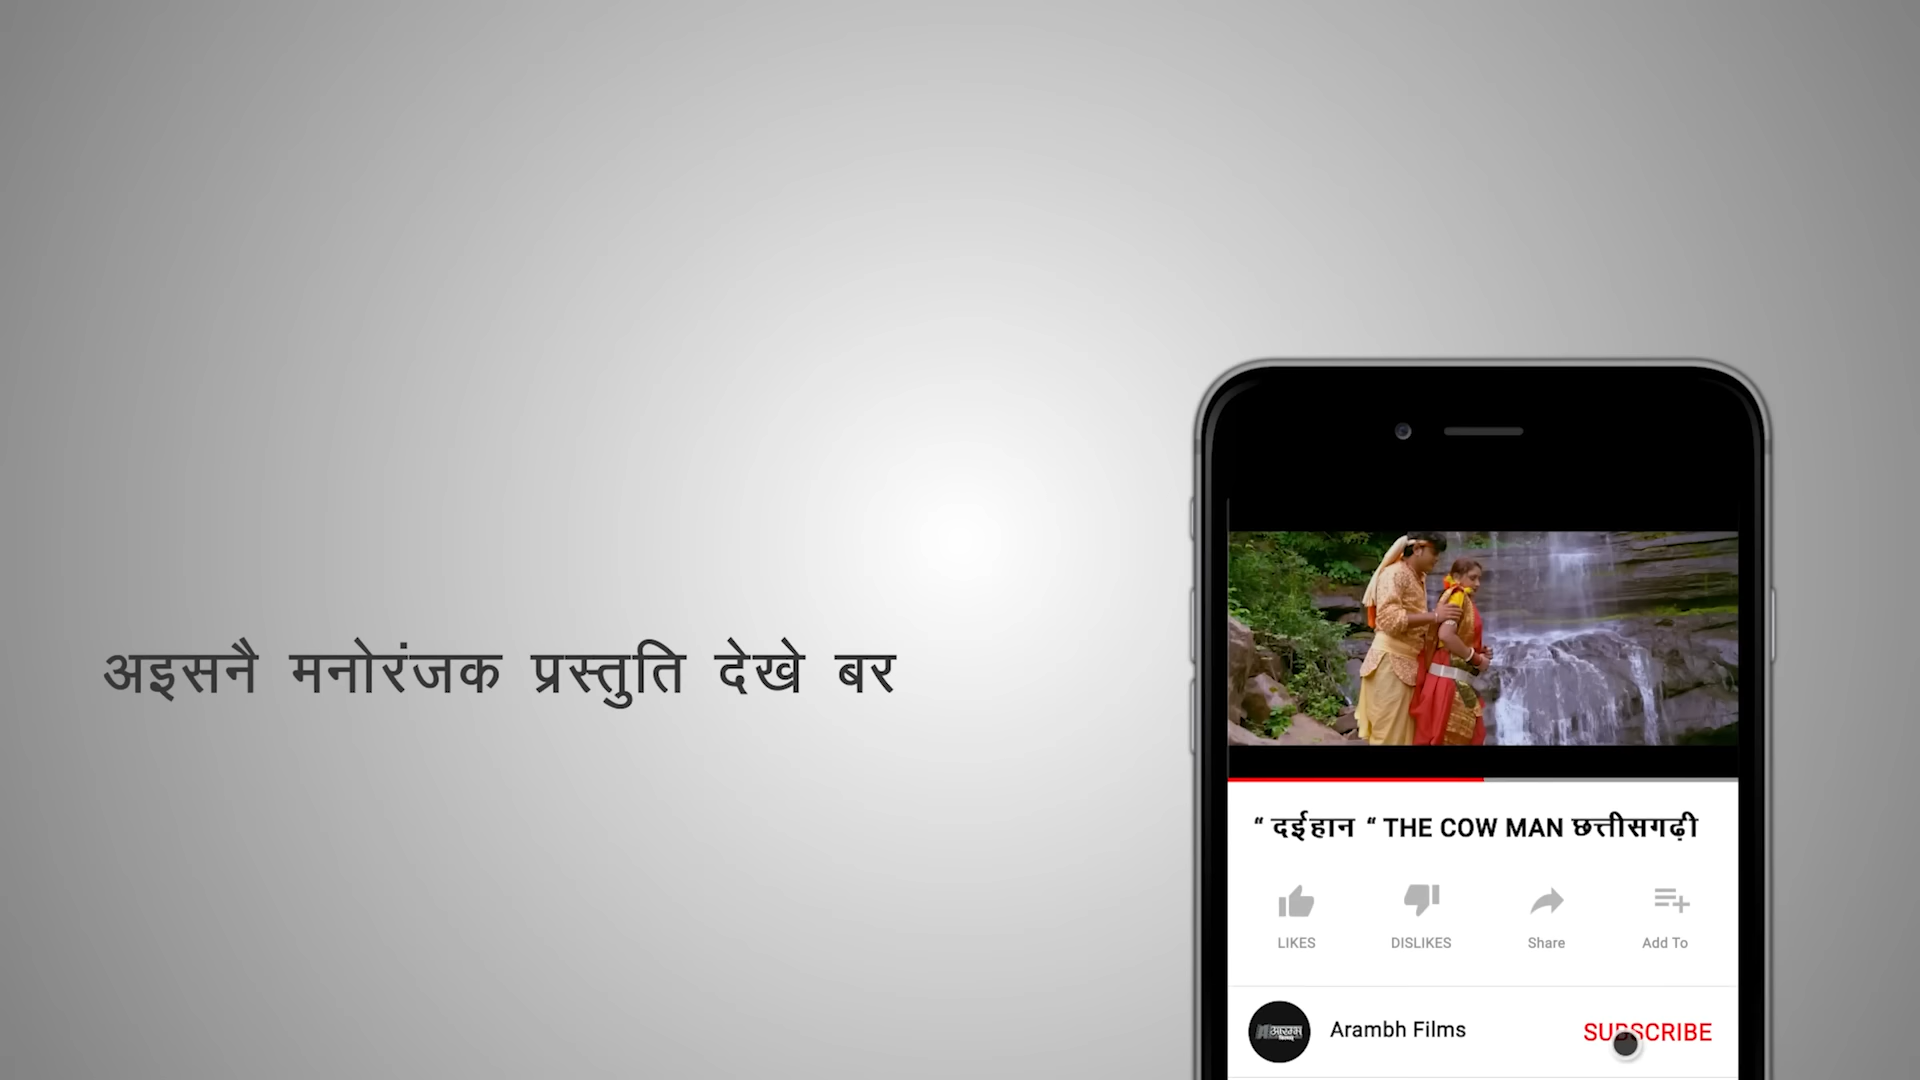 अइसनै मनोरंजक प्रस्तुति देखे बर
“ दईहान “ THE COW MAN छत्तीसगढ़ी
LIKES DISLIKES Share Add To
आरम्भ
Arambh Films SUBSCRIBE